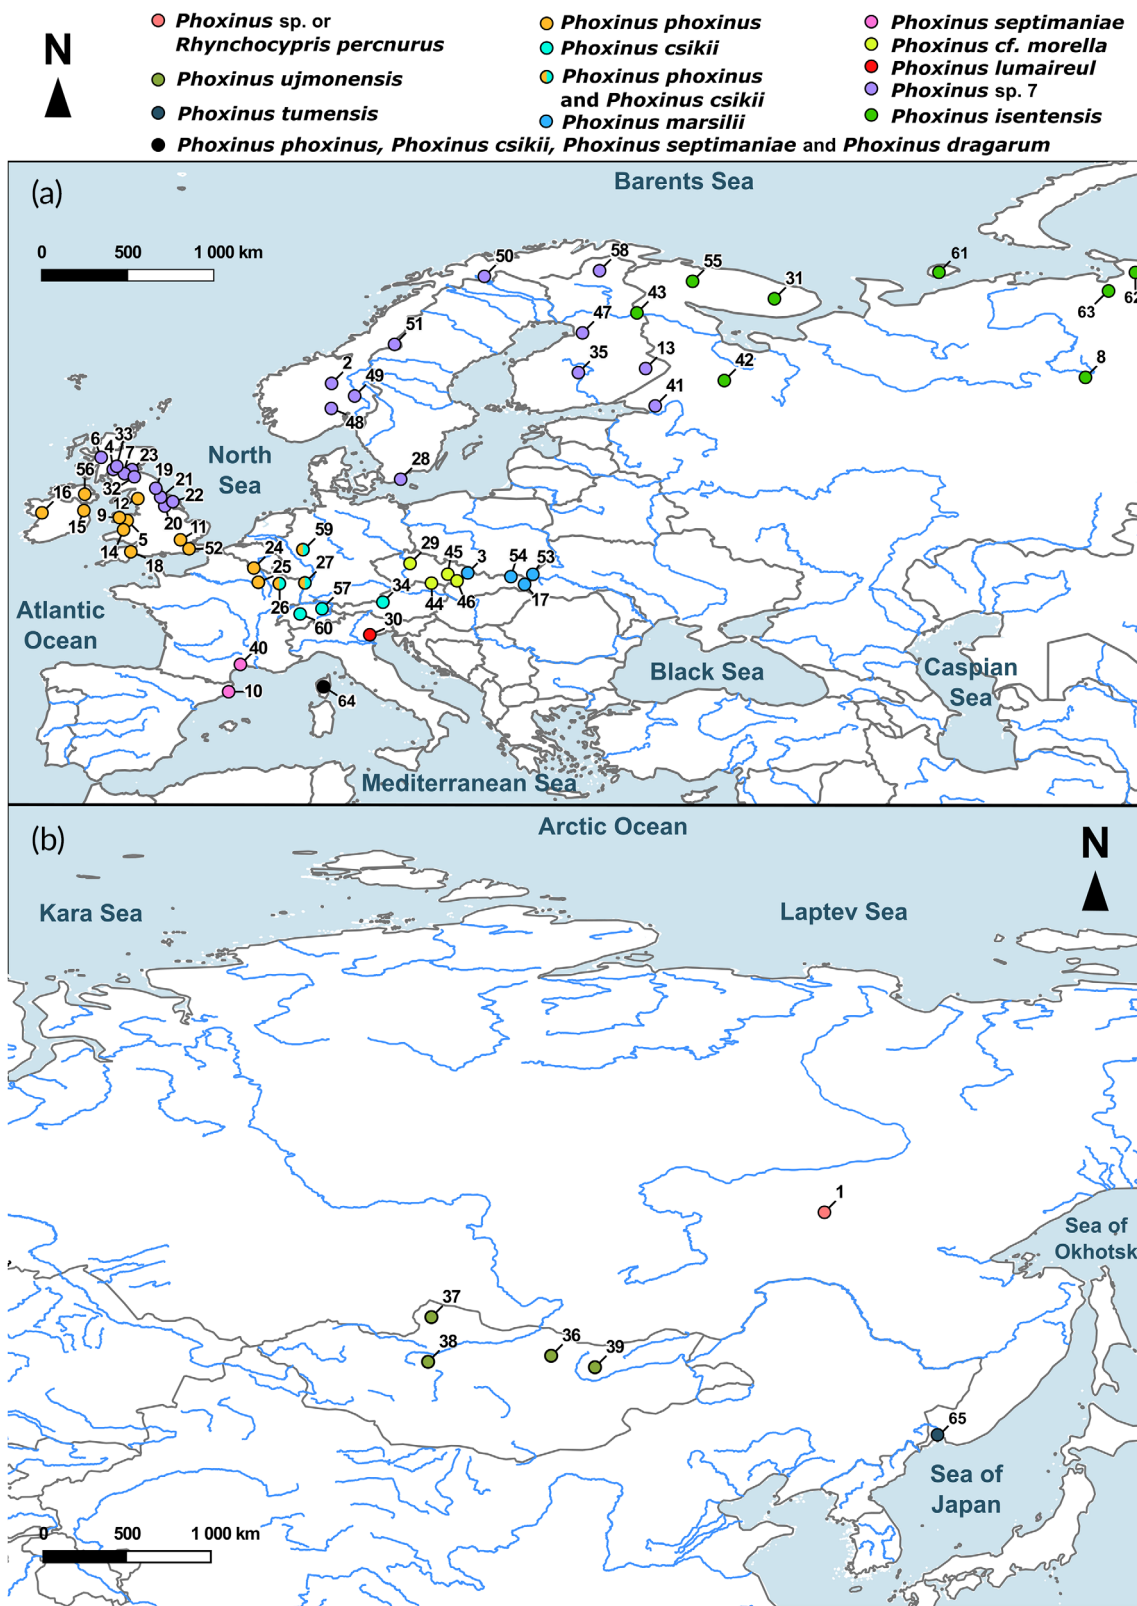 N
Phoxinus sp. or
Rhynchocypris percnurus
Phoxinus ujmonensis
Phoxinus tumensis
Phoxinus phoxinus
Phoxinus csikii
Phoxinus phoxinus
and Phoxinus csikii
Phoxinus marsilii
Phoxinus septimaniae
Phoxinus cf. morella
Phoxinus lumaireul
Phoxinus sp. 7
Phoxinus isentensis
Phoxinus phoxinus, Phoxinus csikii, Phoxinus septimaniae and Phoxinus dragarum
(a)
Barents Sea
0 500 1 000 km
50
58
55
61
31
62
63
43
51
47
2
35
13
42
8
49
41
48
North
Sea
28
6
33
4
7
23
56
19
21
16
32
22
12
9
20
11
15
5
14
18
52
59
24
29
45
3
54
53
25
27
57
34
44
46
17
26
60
30
Atlantic
Ocean
40
10
64
Black Sea
Caspian
Sea
Mediterranean Sea
(b)
Arctic Ocean
N
Kara Sea
Laptev Sea
1
Sea of
Okhotsk
37
38
36
39
65
Sea of
Japan
0 500 1 000 km